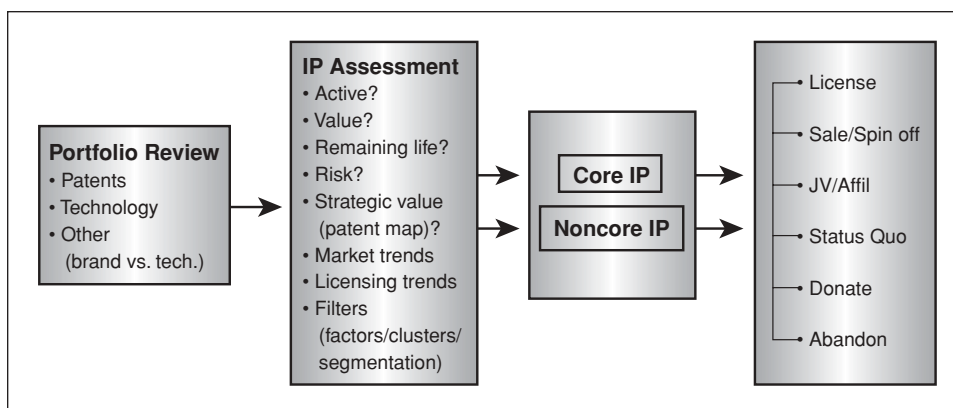 Portfolio Review
• Patents
• Technology
• Other
(brand vs. tech.)
IP Assessment
• Active?
• Value?
• Remaining life?
• Risk?
• Strategic value
(patent map)?
• Market trends
• Licensing trends
• Filters
(factors/clusters/
segmentation)
Core IP
Noncore IP
• License
• Sale/Spin off
• JV/Affil
• Status Quo
• Donate
• Abandon